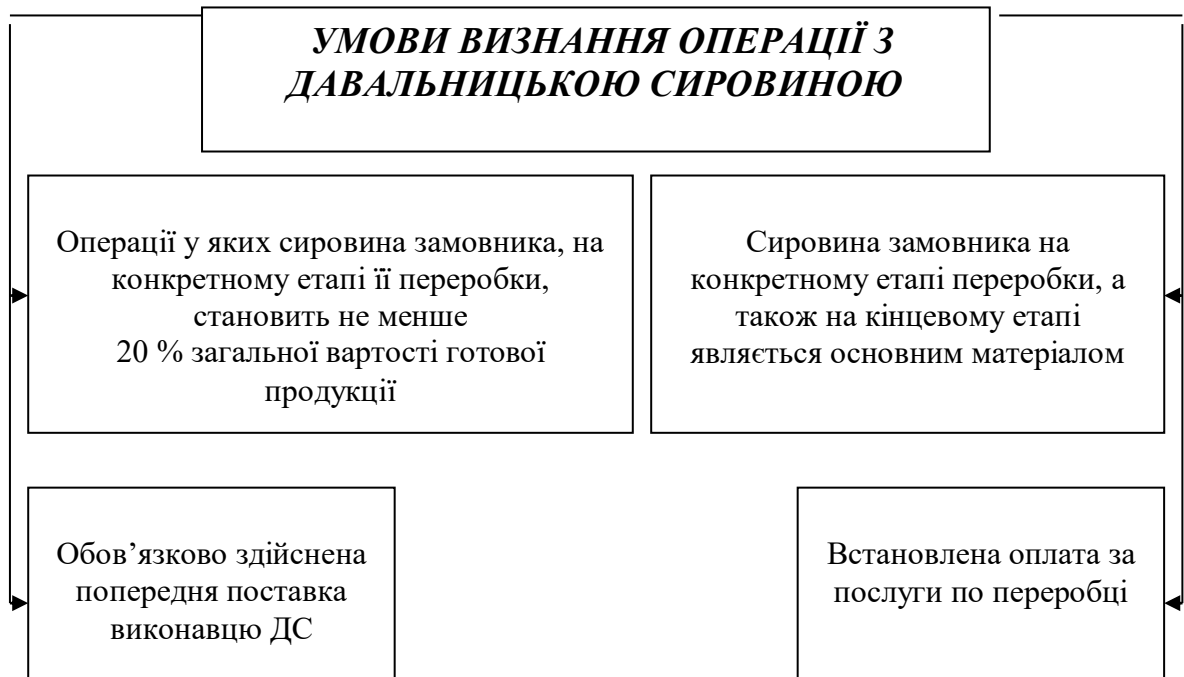 УМОВИ ВИЗНАННЯ ОПЕРАЦІЇ З
ДАВАЛЬНИЦЬКОЮ СИРОВИНОЮ
Операції у яких сировина замовника, на
конкретному етапі її переробки,
становить не менше
20 % загальної вартості готової
продукції
Сировина замовника на
конкретному етапі переробки, а
також на кінцевому етапі
являється основним матеріалом
Обов’язково здійснена
попередня поставка
виконавцю ДС
Встановлена оплата за
послуги по переробці